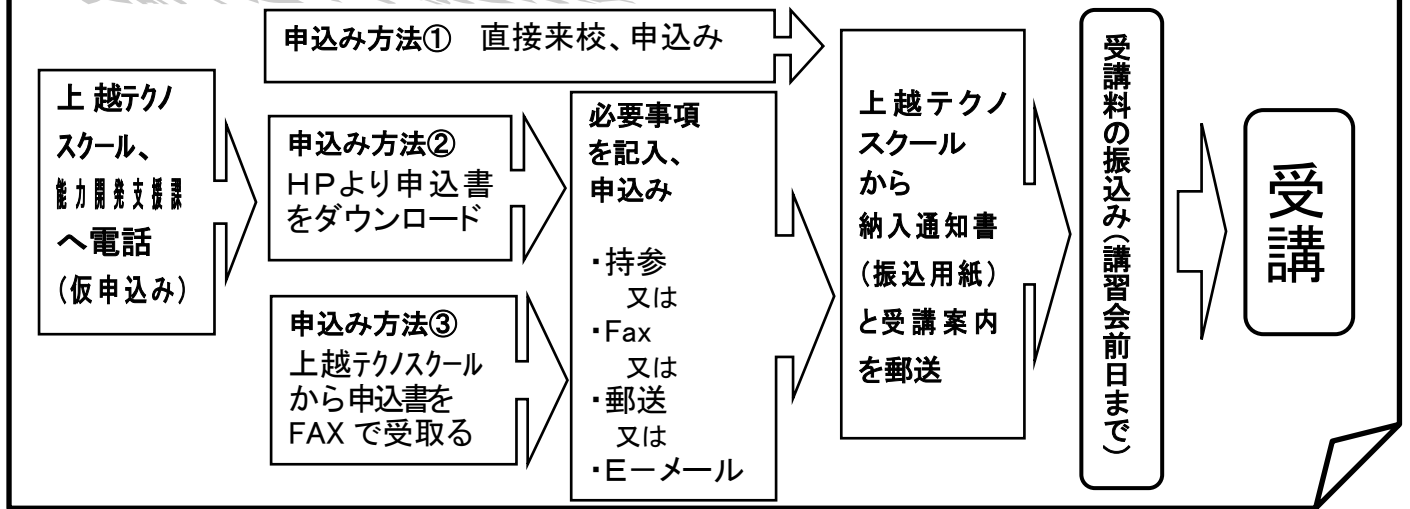 上越テクノ
スクール、
能力開発支援課
へ電話
(仮申込み)
申込み方法① 直接来校、申込み
申込み方法②
HPより申込書
をダウンロード
申込み方法③
上越テクノスクール
から申込書を
FAXで受取る
必要事項
を記入、
申込み
・持参
又は
・Fax
又は
・郵送
又は
・E-メール
上越テクノ
スクール
から
納入通知書
(振込用紙)
と受講案内
を郵送
受講料の振込み(講習会前日まで)
受講